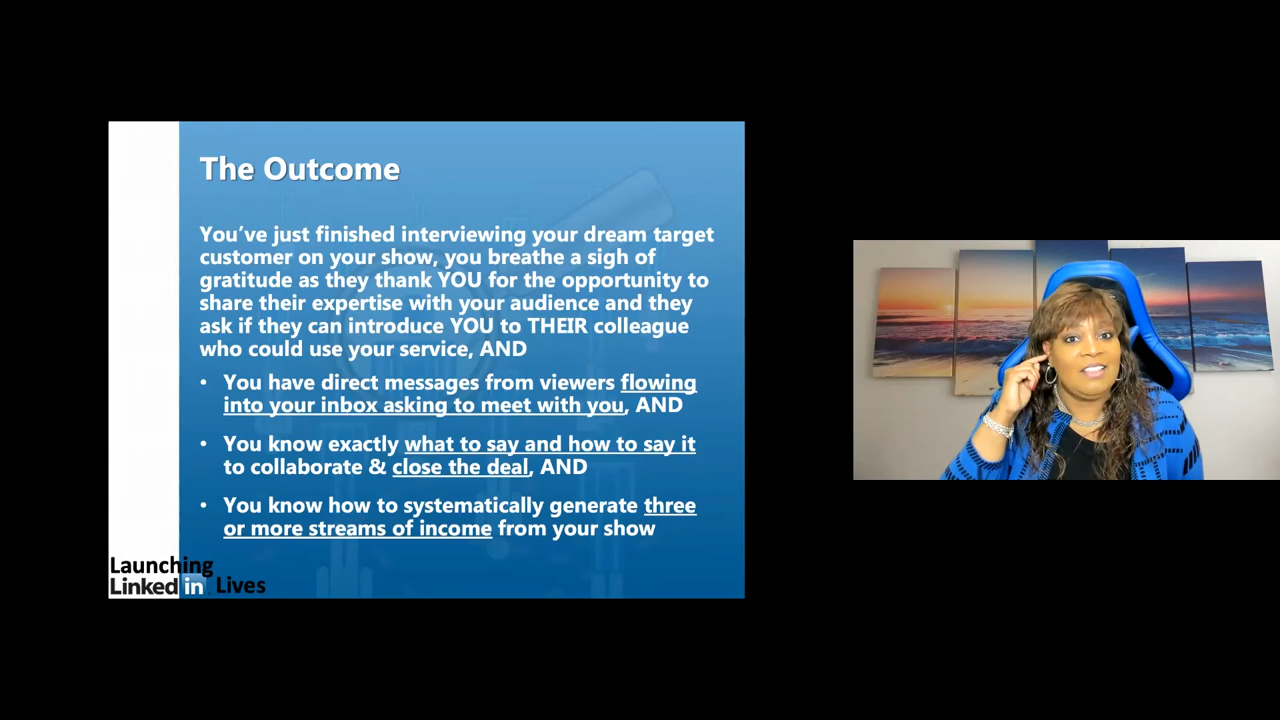 The Outcome
You’ve just finished interviewing your dream target
customer on your show, you breathe a sigh of
gratitude as they thank YOU for the opportunity to
share their expertise with your audience and they
ask if they can introduce YOU to THEIR colleague
who could use your service, AND
• You have direct messages from viewers flowing
into your inbox asking to meet with you, AND
• You know exactly what to say and how to say it
to collaborate & close the deal, AND
• You know how to systematically generate three
or more streams of income from your show
Launching
Linked in Lives